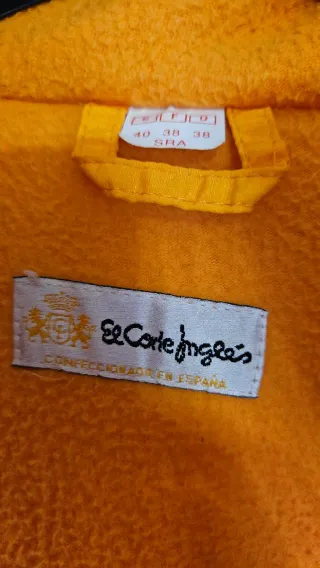 E F D
40 38 38
SRA
El Corte Inglés
CONFECCIONADO EN ESPAÑA